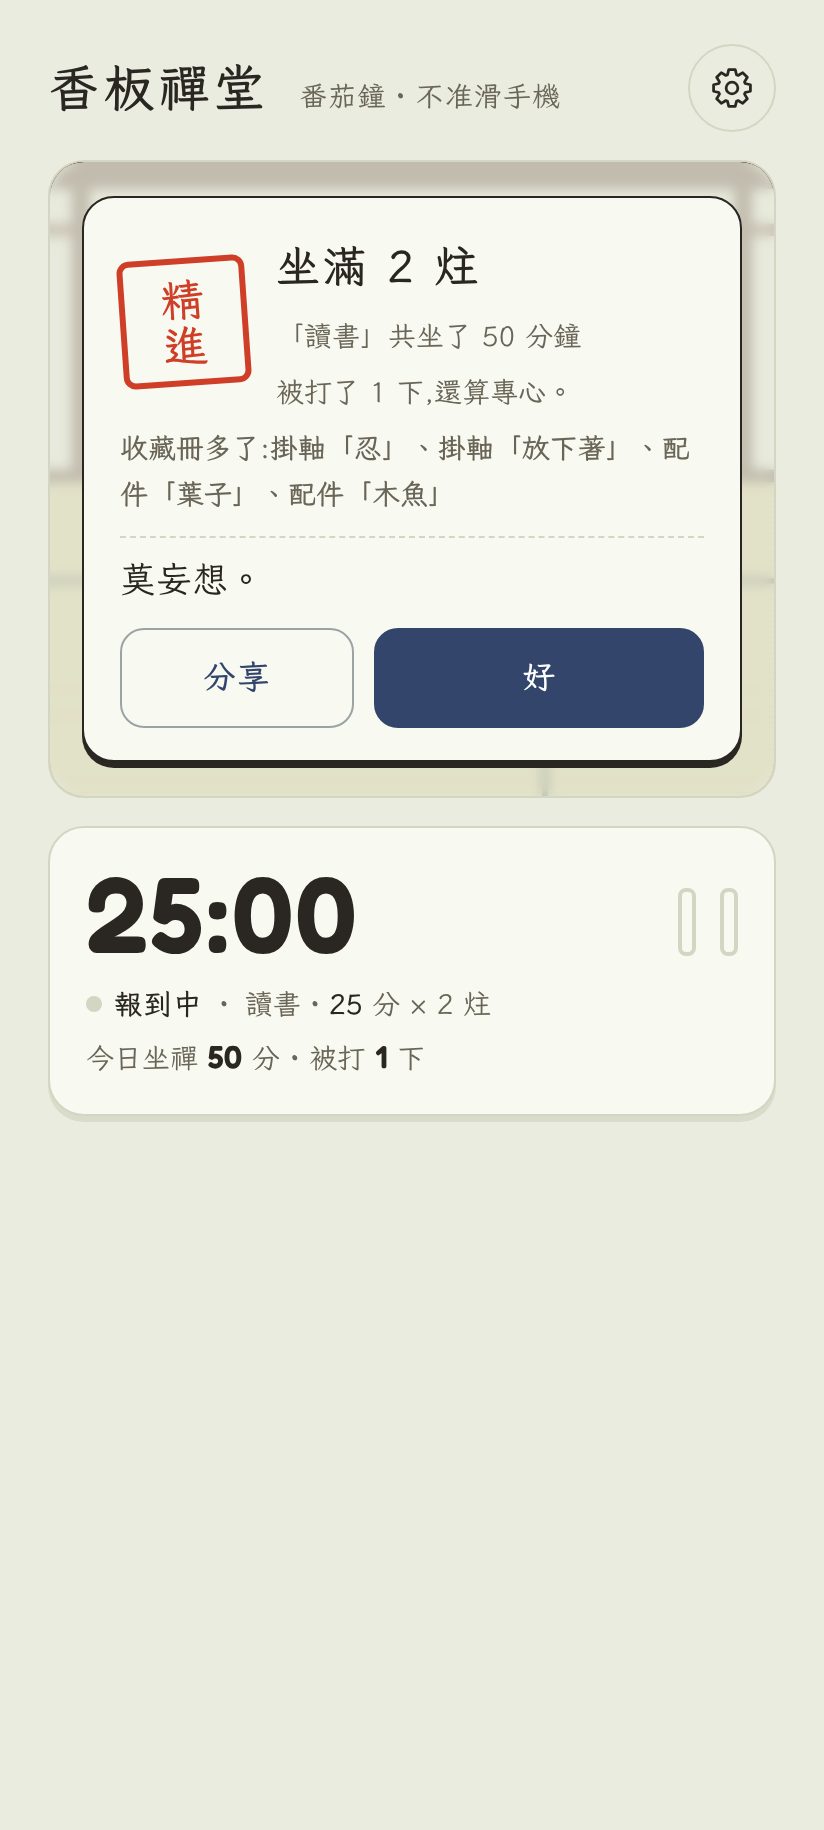 香板禪堂 番茄鐘・不准滑手機
精進
坐滿 2 炷
「讀書」共坐了 50 分鐘
被打了 1 下,還算專心。
收藏冊多了:掛軸「忍」、掛軸「放下著」、配
件「葉子」、配件「木魚」
莫妄想。
分享 好
25:00
報到中 ・ 讀書・25 分 × 2 炷
今日坐禪 50 分・被打 1 下